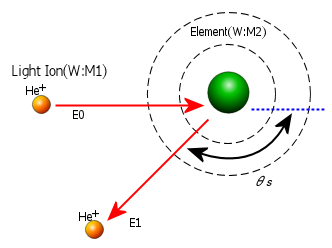 Element(W:M2)
Light Ion(W:M1)
He+
E0
θs
He+
E1